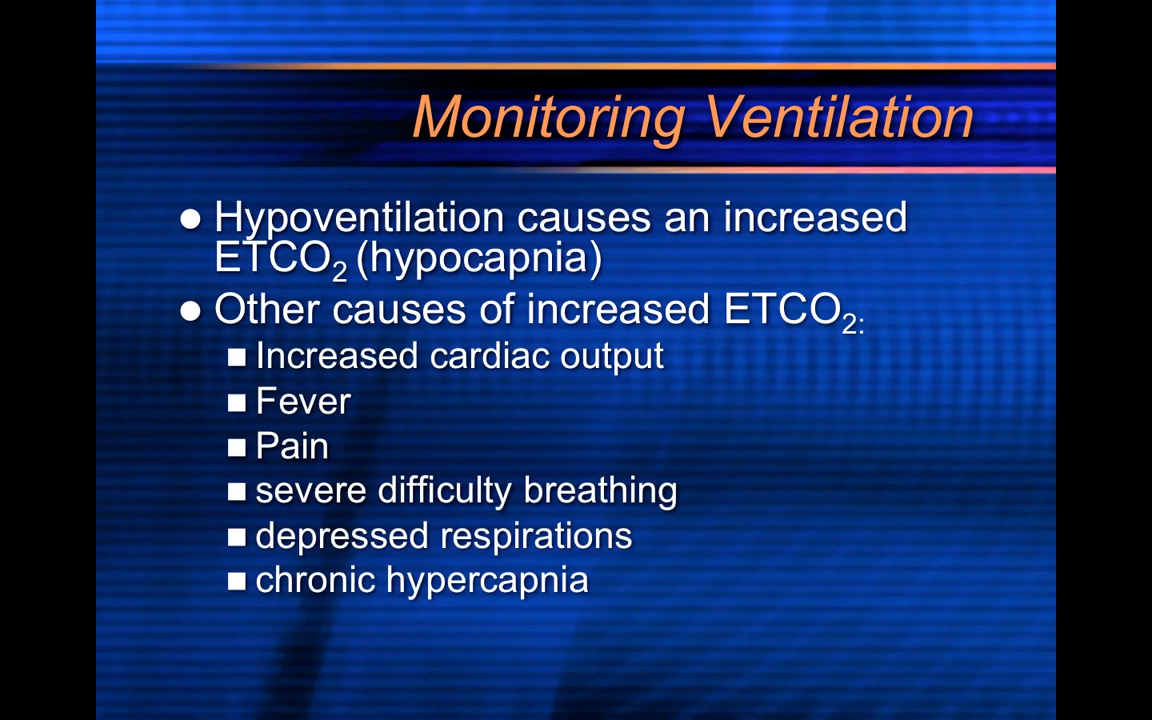 Monitoring Ventilation
● Hypoventilation causes an increased
ETCO₂ (hypocapnia)
● Other causes of increased ETCO₂:
■ Increased cardiac output
■ Fever
■ Pain
■ severe difficulty breathing
■ depressed respirations
■ chronic hypercapnia